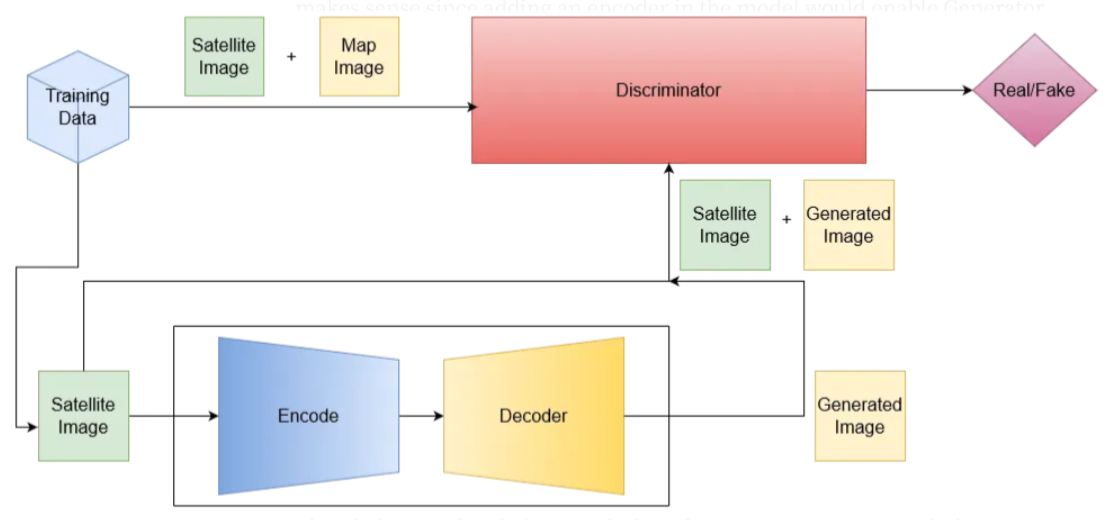 makes sense since adding an encoder in the model would enable Generator
Satellite
Image
+
Map
Image
Training
Data
Discriminator
Real/Fake
Satellite
Image
+
Generated
Image
Satellite
Image
Encode
Decoder
Generated
Image